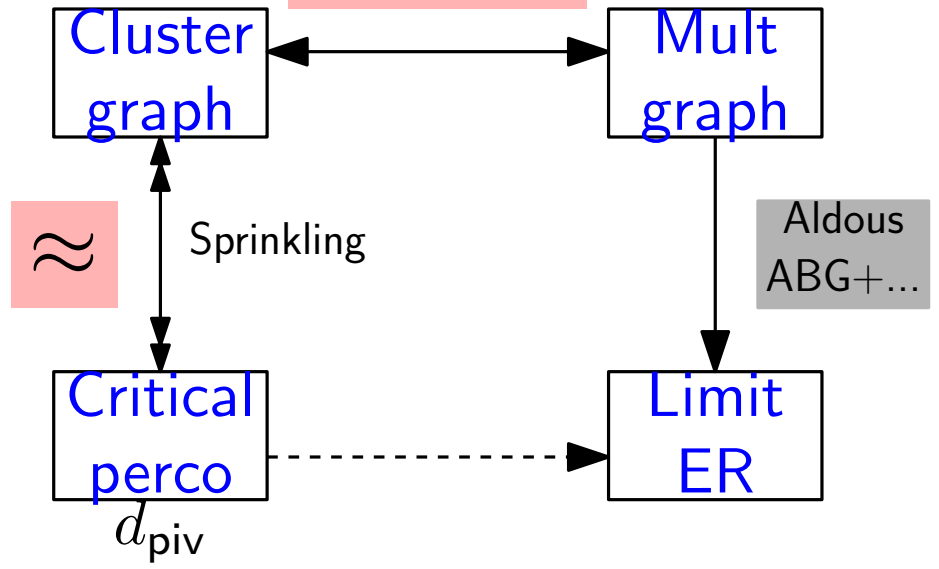 Cluster
graph
Mult
graph
≈
Sprinkling
Aldous
ABG+...
Critical
perco
d_piv
Limit
ER